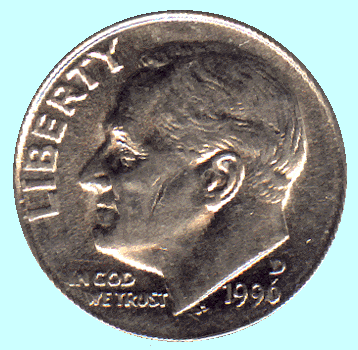 LIBERTY
IN GOD
WE TRUST
D
1996